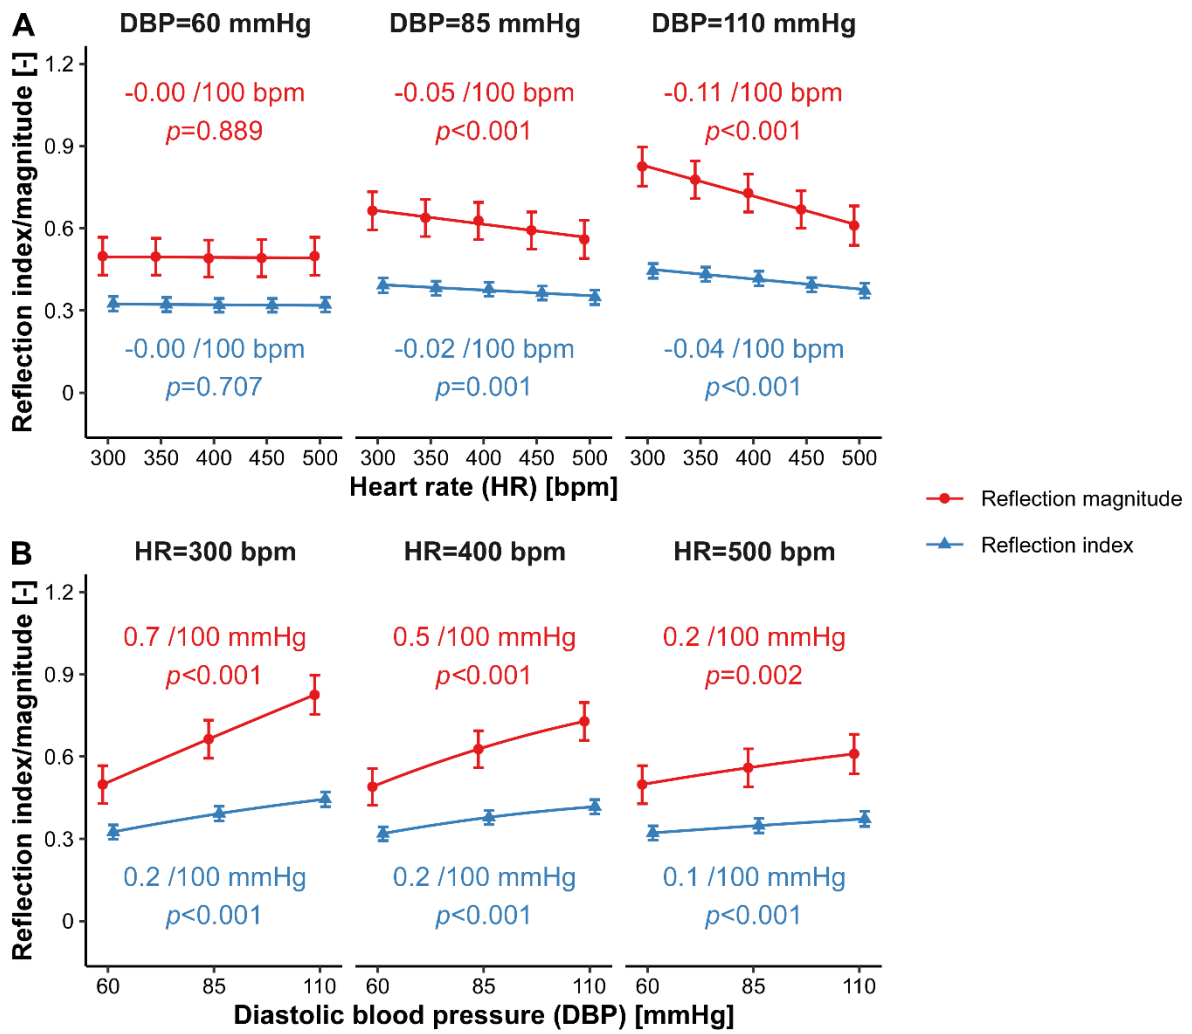 A
DBP=60 mmHg
DBP=85 mmHg
DBP=110 mmHg
Reflection index/magnitude [-]
1.2
0.9
0.6
0.3
0
-0.00 /100 bpm
p=0.889
-0.05 /100 bpm
p<0.001
-0.11 /100 bpm
p<0.001
-0.00 /100 bpm
p=0.707
-0.02 /100 bpm
p=0.001
-0.04 /100 bpm
p<0.001
300 350 400 450 500
300 350 400 450 500
300 350 400 450 500
Heart rate (HR) [bpm]
Reflection magnitude
Reflection index
B
HR=300 bpm
HR=400 bpm
HR=500 bpm
Reflection index/magnitude [-]
1.2
0.9
0.6
0.3
0
0.7 /100 mmHg
p<0.001
0.5 /100 mmHg
p<0.001
0.2 /100 mmHg
p=0.002
0.2 /100 mmHg
p<0.001
0.2 /100 mmHg
p<0.001
0.1 /100 mmHg
p<0.001
60 85 110
60 85 110
60 85 110
Diastolic blood pressure (DBP) [mmHg]